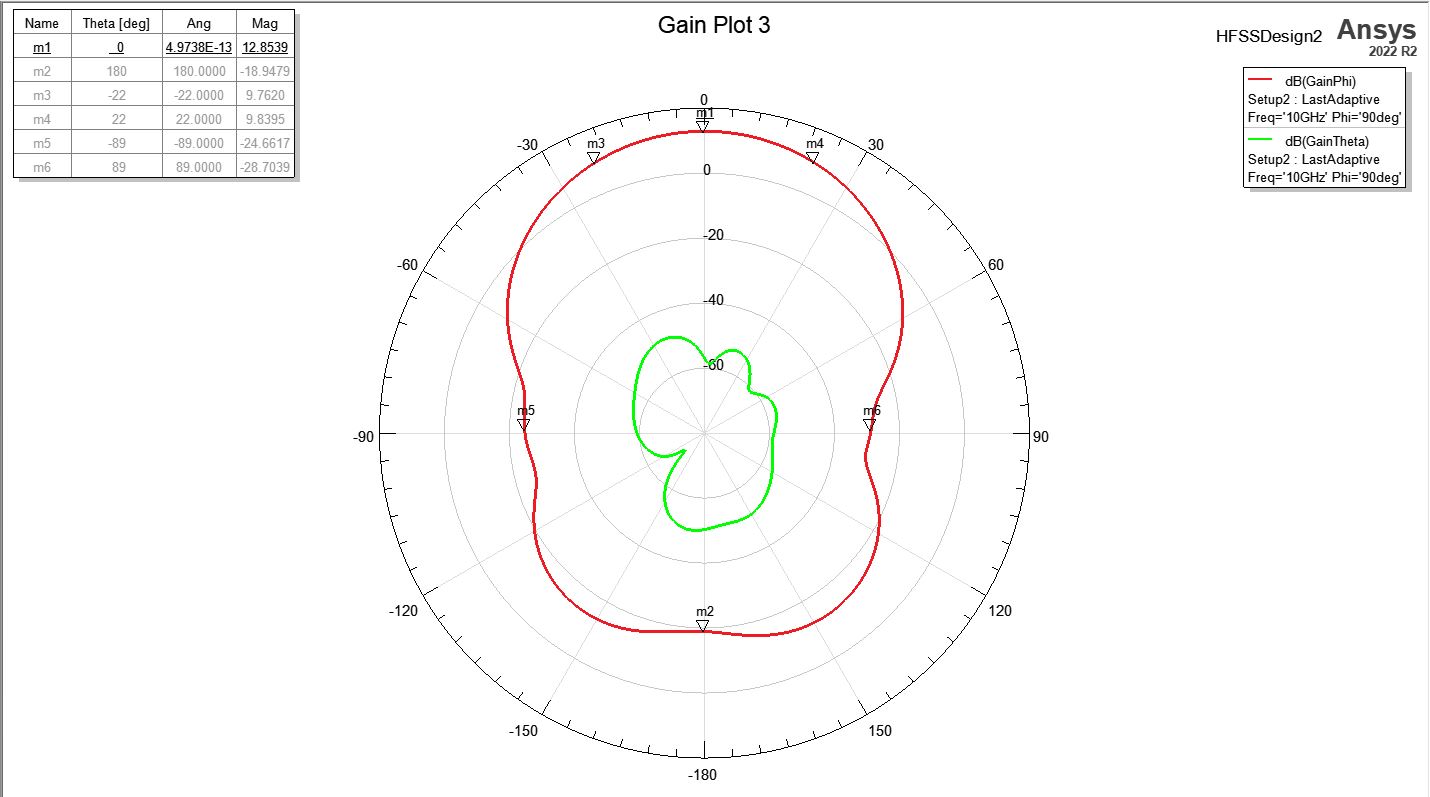 Gain Plot 3
HFSSDesign2 Ansys
2022 R2
Name Theta [deg] Ang Mag
m1 0 4.9738E-13 12.8539
m2 180 180.0000 -18.9479
m3 -22 -22.0000 9.7620
m4 22 22.0000 9.8395
m5 -89 -89.0000 -24.6617
m6 89 89.0000 -28.7039
dB(GainPhi)
Setup2 : LastAdaptive
Freq='10GHz' Phi='90deg'
dB(GainTheta)
Setup2 : LastAdaptive
Freq='10GHz' Phi='90deg'
0
m1
-30 m3 m4 30
0
-20
-60 60
-40
-60
m5 m6
-90 90
m2
-120 120
-150 150
-180